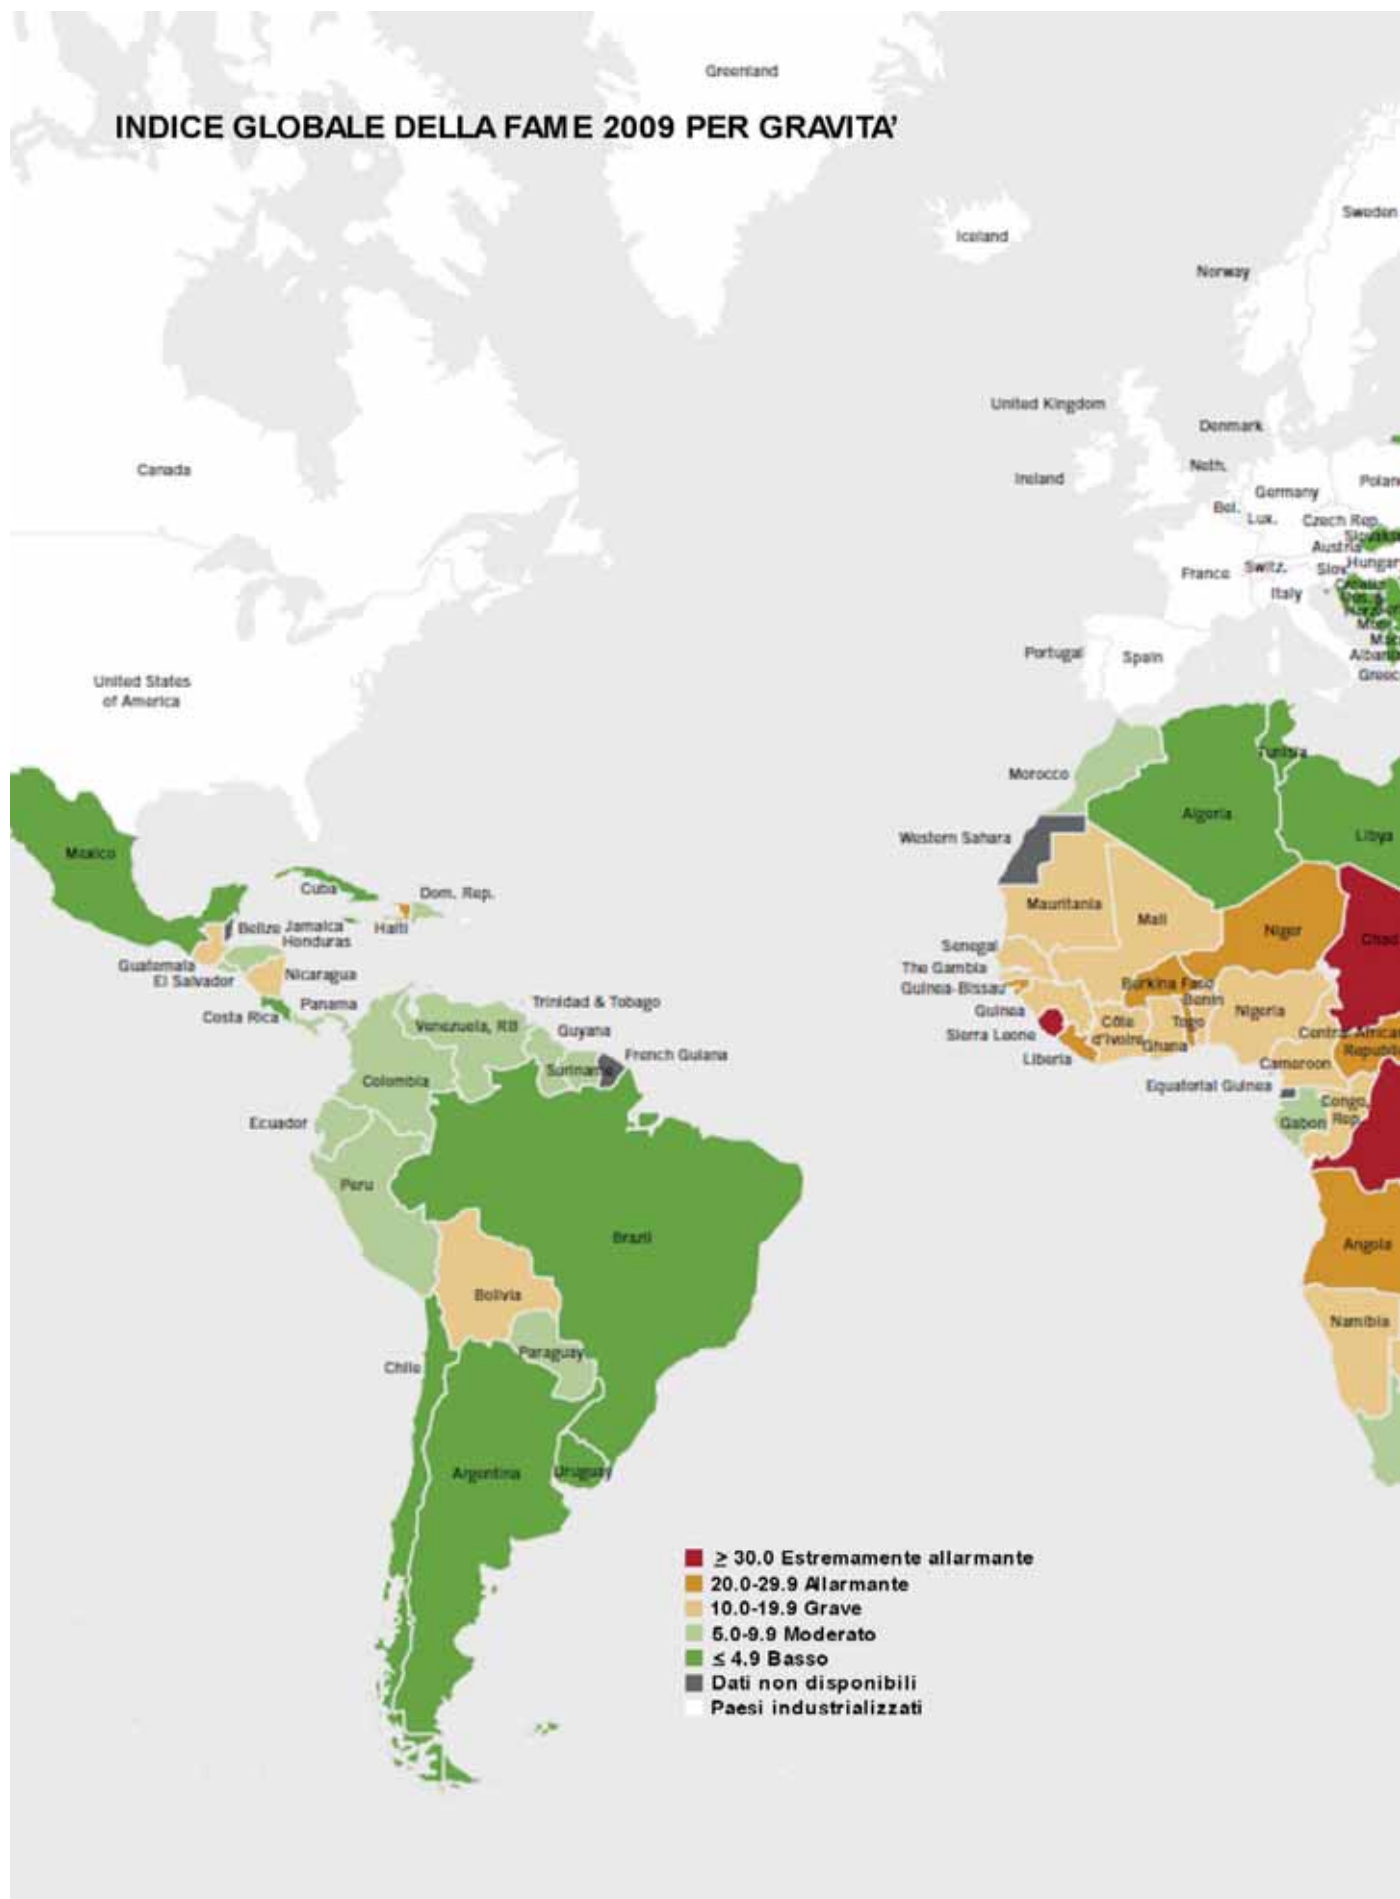 Greenland
INDICE GLOBALE DELLA FAME 2009 PER GRAVITA'
Sweden
Iceland
Norway
United Kingdom
Denmark
Canada
Neth.
Ireland
Germany
Bel.
Lux.
Czech Rep.
Austria
France
Switz.
Slov.
Italy
Portugal
Spain
United States
of America
Tunisia
Morocco
Algeria
Western Sahara
Libya
Mexico
Cuba
Dom. Rep.
Mauritania
Mali
Belize
Jamaica
Haiti
Niger
Chad
Honduras
Senegal
Guatemala
The Gambia
El Salvador
Nicaragua
Burkina Faso
Guinea-Bissau
Panama
Trinidad & Tobago
Benin
Costa Rica
Guinea
Nigeria
Venezuela, RB
Guyana
Côte
d'Ivoire
Togo
Sierra Leone
Ghana
French Guiana
Liberia
Cameroon
Suriname
Colombia
Equatorial Guinea
Congo,
Rep.
Ecuador
Gabon
Peru
Brazil
Angola
Bolivia
Namibia
Paraguay
Chile
Argentina
Uruguay
≥ 30.0 Estremamente allarmante
20.0-29.9 Allarmante
10.0-19.9 Grave
5.0-9.9 Moderato
≤ 4.9 Basso
Dati non disponibili
Paesi industrializzati